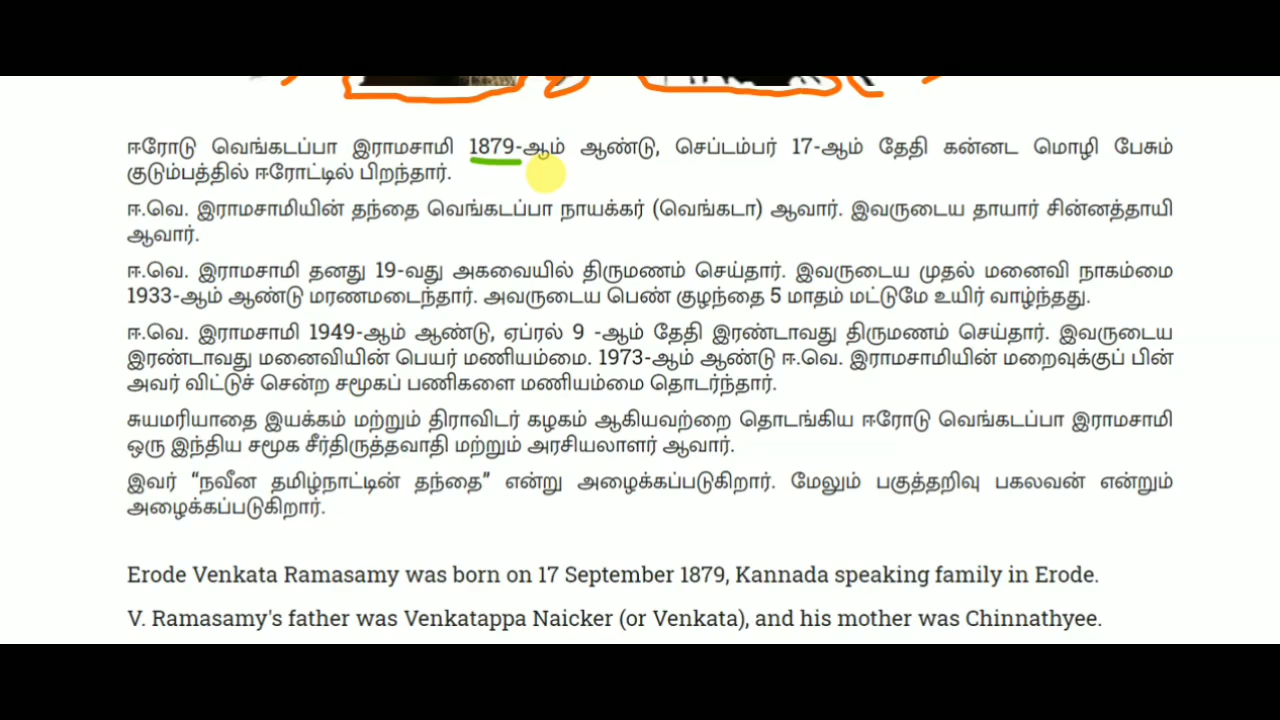 ஈரோடு வெங்கடப்பா இராமசாமி 1879-ஆம் ஆண்டு, செப்டம்பர் 17-ஆம் தேதி கன்னட மொழி பேசும்
குடும்பத்தில் ஈரோட்டில் பிறந்தார்.
ஈ.வெ. இராமசாமியின் தந்தை வெங்கடப்பா நாயக்கர் (வெங்கடா) ஆவார். இவருடைய தாயார் சின்னத்தாயி
ஆவார்.
ஈ.வெ. இராமசாமி தனது 19-வது அகவையில் திருமணம் செய்தார். இவருடைய முதல் மனைவி நாகம்மை
1933-ஆம் ஆண்டு மரணமடைந்தார். அவருடைய பெண் குழந்தை 5 மாதம் மட்டுமே உயிர் வாழ்ந்தது.
ஈ.வெ. இராமசாமி 1949-ஆம் ஆண்டு, ஏப்ரல் 9 -ஆம் தேதி இரண்டாவது திருமணம் செய்தார். இவருடைய
இரண்டாவது மனைவியின் பெயர் மணியம்மை. 1973-ஆம் ஆண்டு ஈ.வெ. இராமசாமியின் மறைவுக்குப் பின்
அவர் விட்டுச் சென்ற சமூகப் பணிகளை மணியம்மை தொடர்ந்தார்.
சுயமரியாதை இயக்கம் மற்றும் திராவிடர் கழகம் ஆகியவற்றை தொடங்கிய ஈரோடு வெங்கடப்பா இராமசாமி
ஒரு இந்திய சமூக சீர்திருத்தவாதி மற்றும் அரசியலாளர் ஆவார்.
இவர் “நவீன தமிழ்நாட்டின் தந்தை” என்று அழைக்கப்படுகிறார். மேலும் பகுத்தறிவு பகலவன் என்றும்
அழைக்கப்படுகிறார்.
Erode Venkata Ramasamy was born on 17 September 1879, Kannada speaking family in Erode.
V. Ramasamy's father was Venkatappa Naicker (or Venkata), and his mother was Chinnathyee.